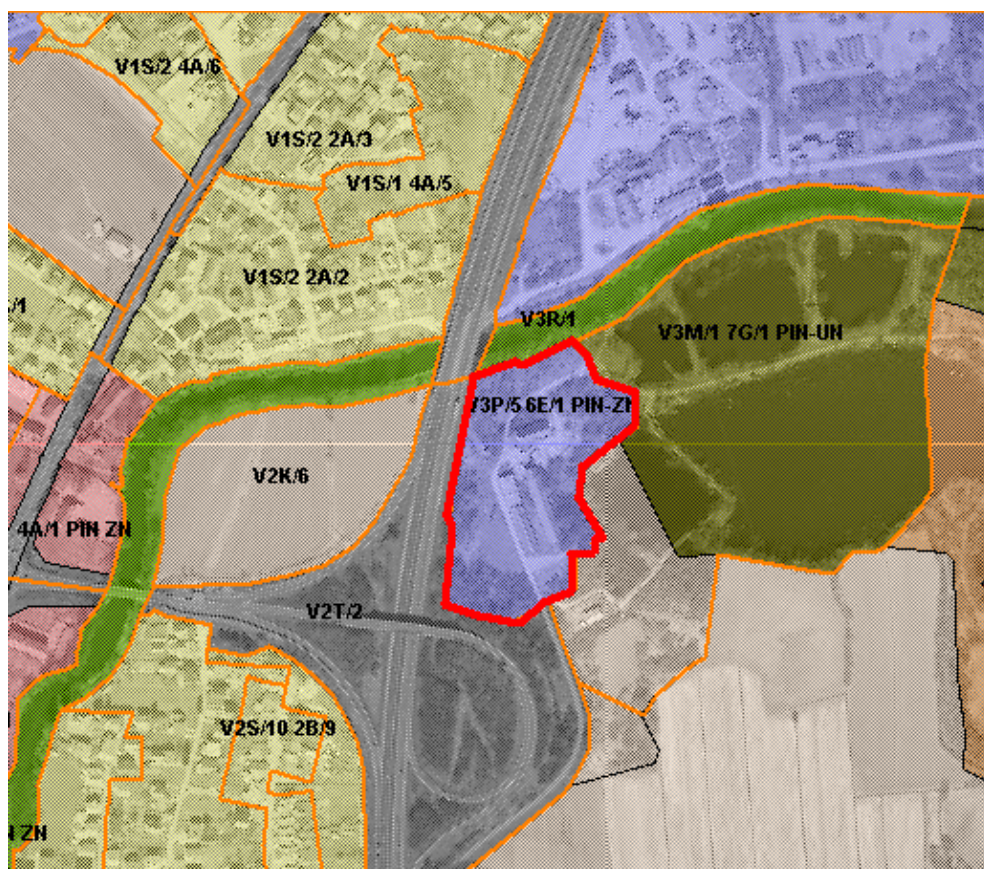 V1S/2 4A/6
V1S/2 2A/3
V1S/1 4A/5
V1S/2 2A/2
/1
V3R/1
V3M/1 7G/1 PIN-UN
V3P/5 6E/1 PIN-ZN
V2K/6
4A/1 PIN ZN
V2T/2
V2S/10 2B/9
ZN